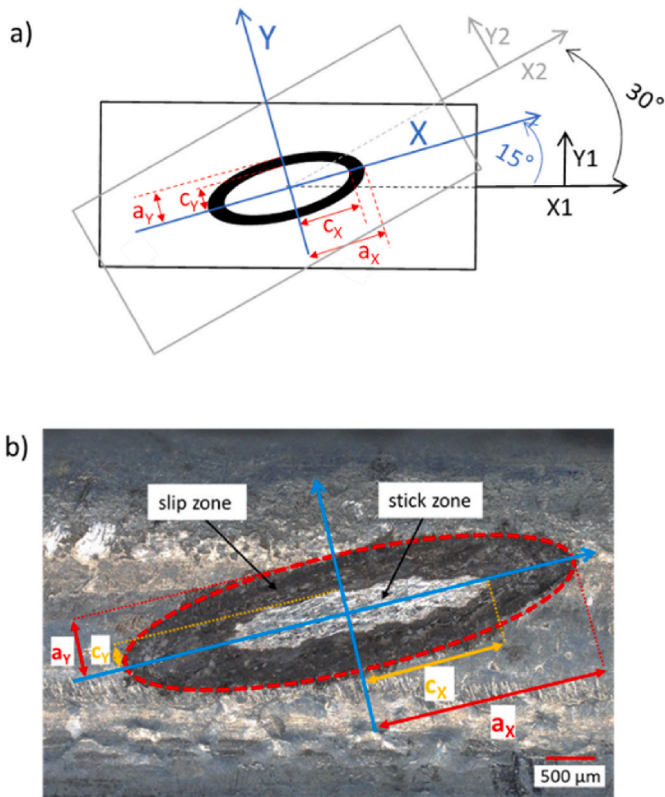 a)
Y
Y2
X2
30°
X
15°
Y1
X1
aY
cY
cX
aX
b)
slip zone
stick zone
aY
cY
cX
aX
500 μm